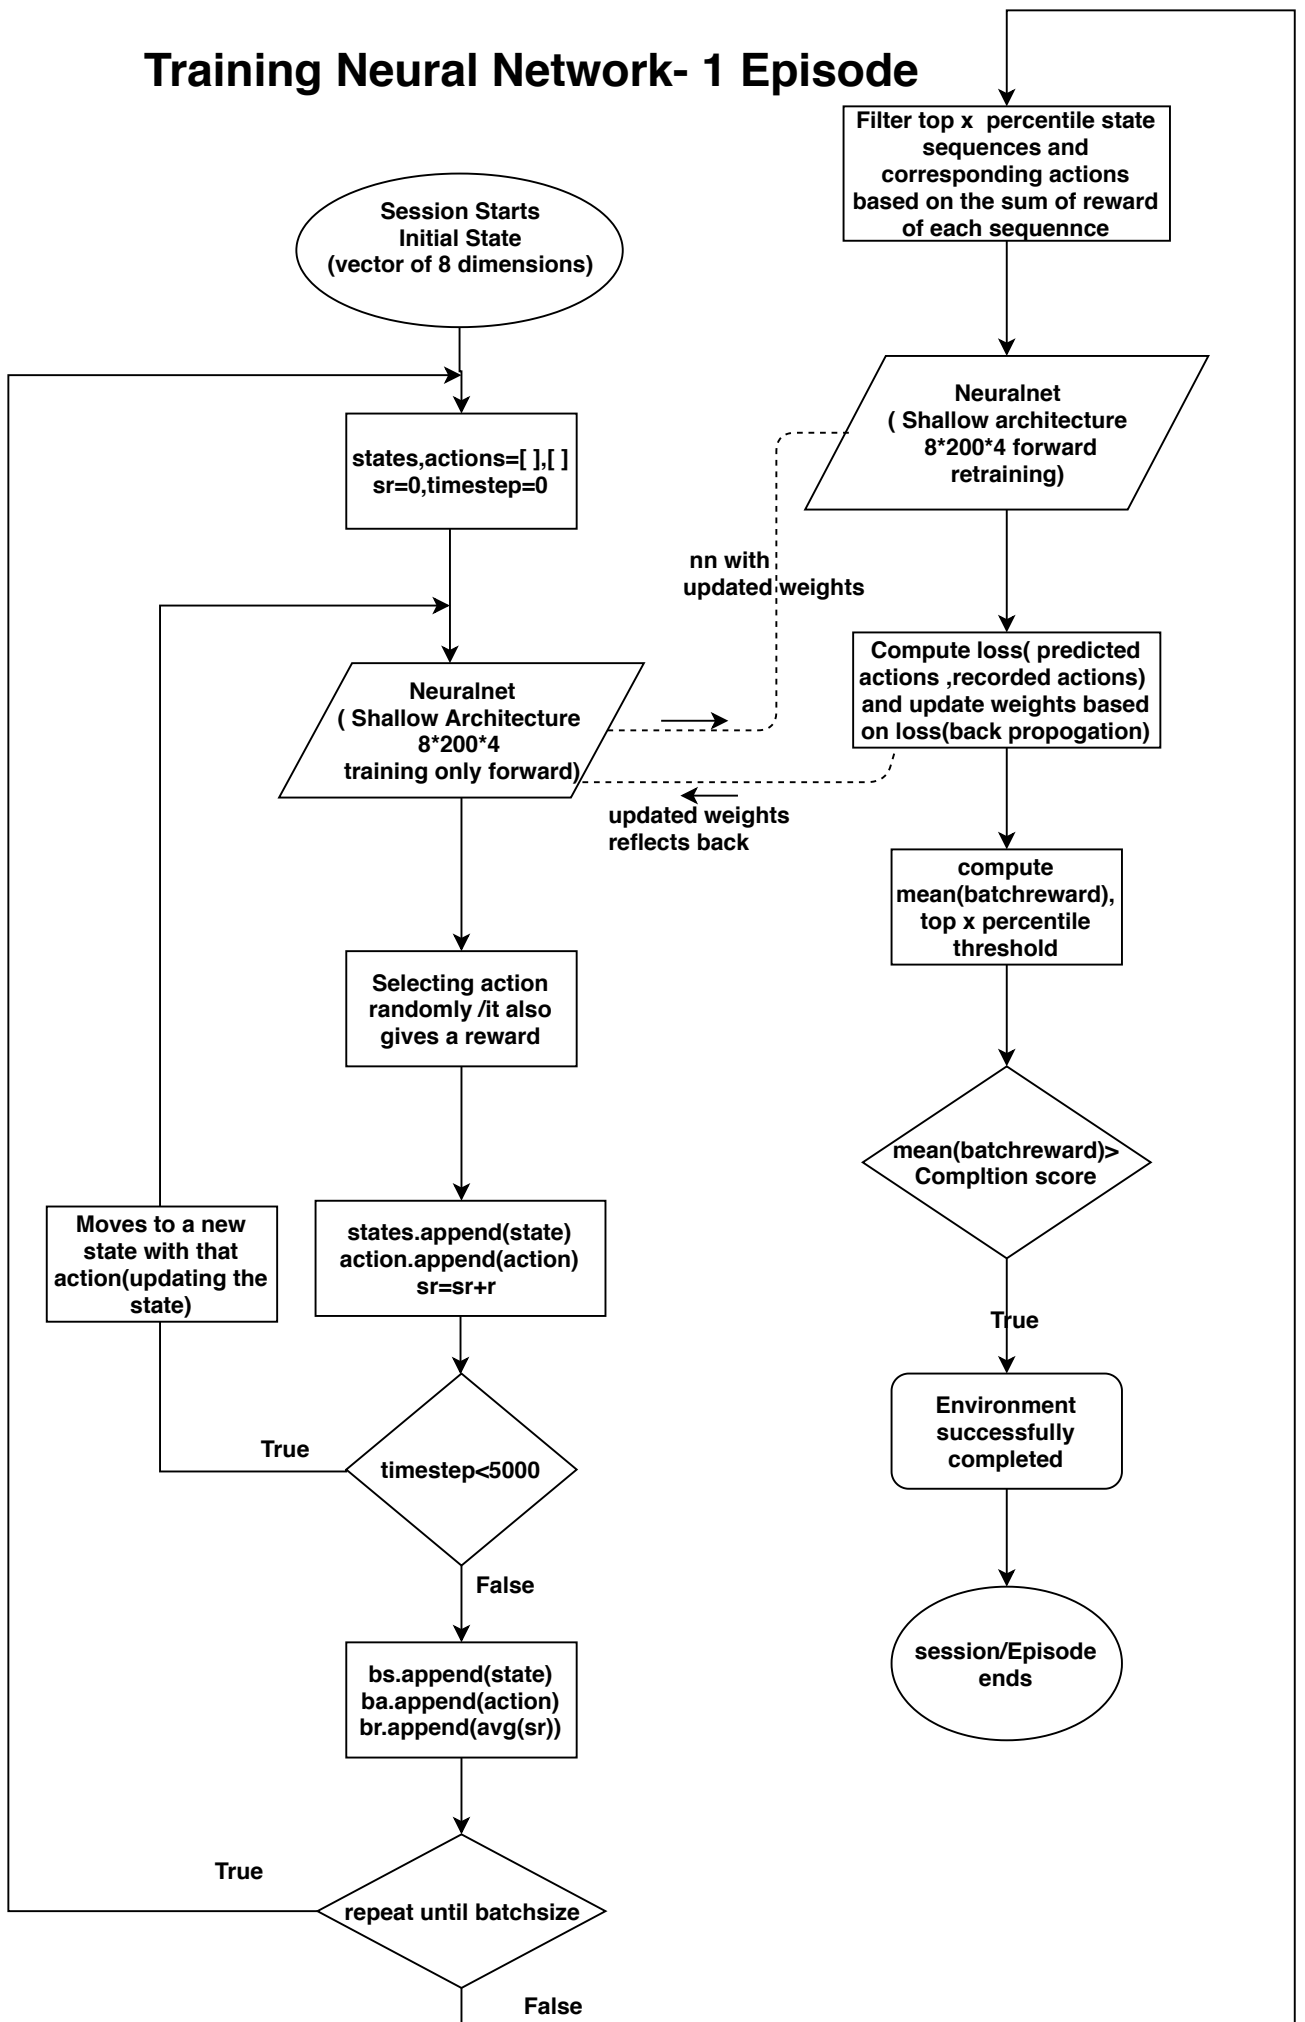 Training Neural Network- 1 Episode
Session Starts
Initial State
(vector of 8 dimensions)
states,actions=[ ],[ ]
sr=0,timestep=0
Neuralnet
( Shallow Architecture
8*200*4
training only forward)
Selecting action
randomly /it also
gives a reward
states.append(state)
action.append(action)
sr=sr+r
Moves to a new
state with that
action(updating the
state)
timestep<5000
True
False
bs.append(state)
ba.append(action)
br.append(avg(sr))
repeat until batchsize
True
False
Filter top x percentile state
sequences and
corresponding actions
based on the sum of reward
of each sequennce
Neuralnet
( Shallow architecture
8*200*4 forward
retraining)
nn with
updated weights
updated weights
reflects back
Compute loss( predicted
actions ,recorded actions)
and update weights based
on loss(back propogation)
compute
mean(batchreward),
top x percentile
threshold
mean(batchreward)>
Compltion score
True
Environment
successfully
completed
session/Episode
ends